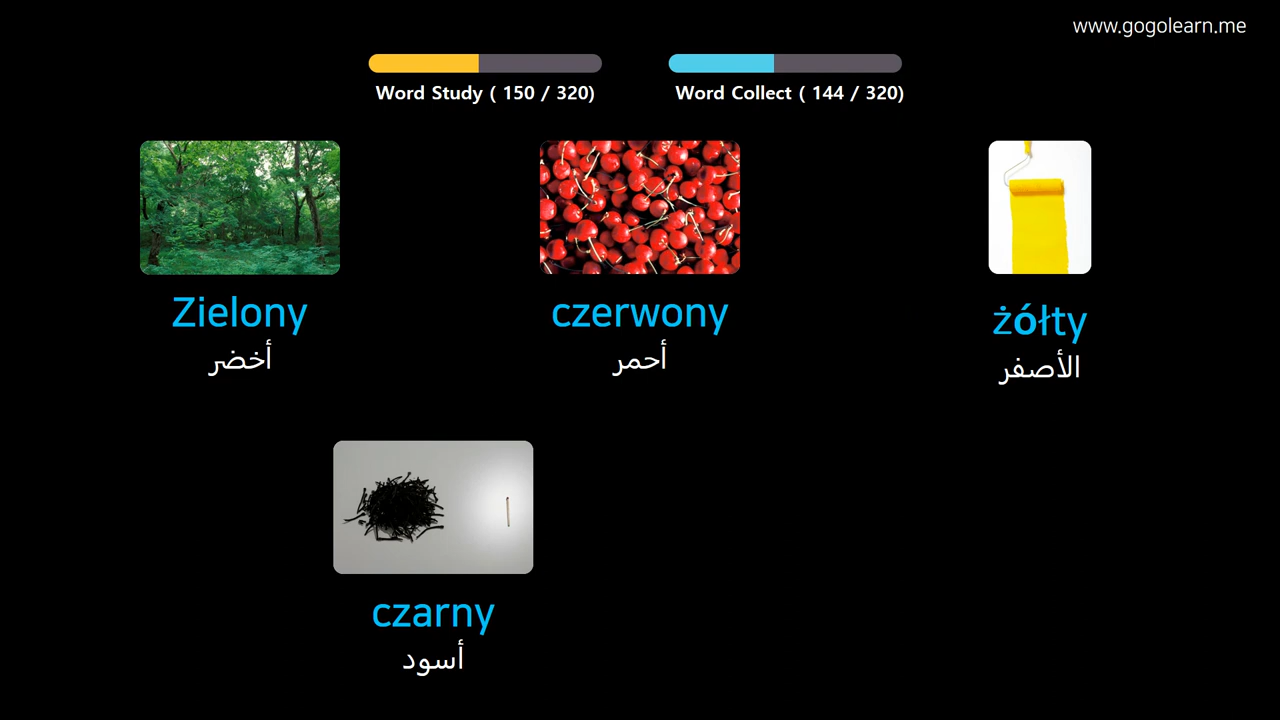 www.gogolearn.me
Word Study ( 150 / 320)
Word Collect ( 144 / 320)
Zielony
أخضر
czerwony
أحمر
żółty
الأصفر
czarny
أسود